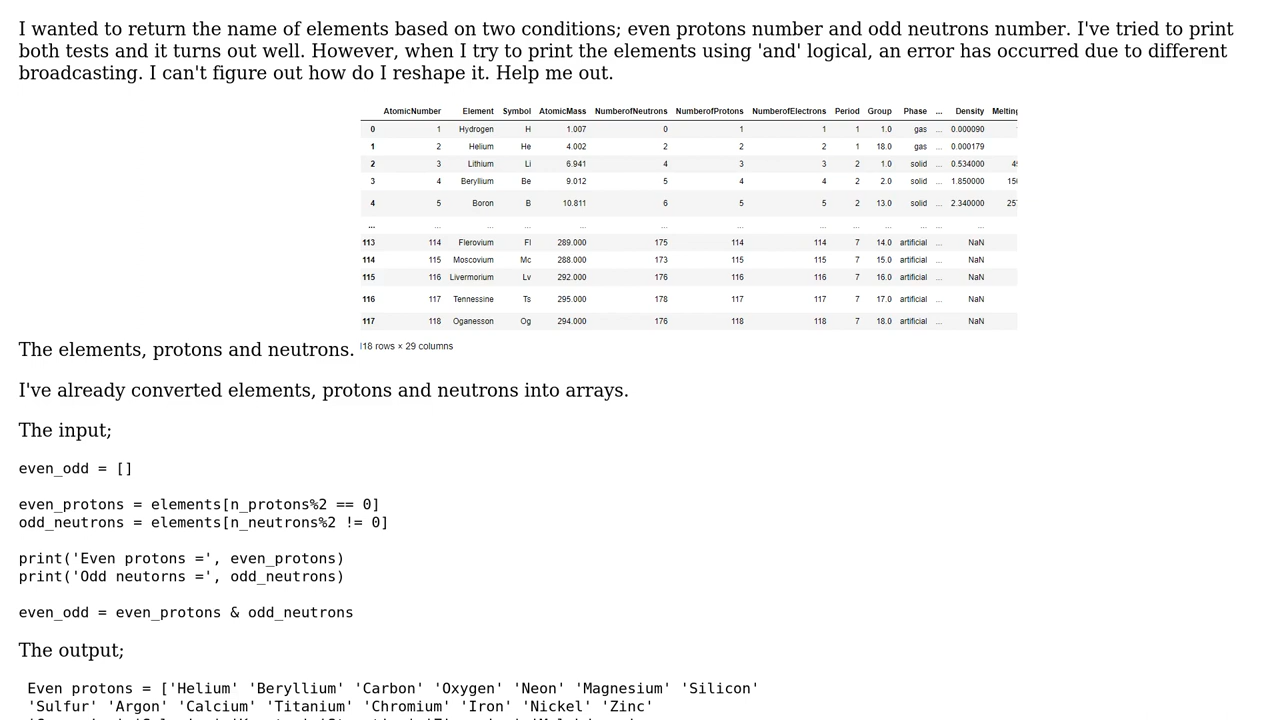 I wanted to return the name of elements based on two conditions; even protons number and odd neutrons number. I've tried to print
both tests and it turns out well. However, when I try to print the elements using 'and' logical, an error has occurred due to different
broadcasting. I can't figure out how do I reshape it. Help me out.
AtomicNumber Element Symbol AtomicMass NumberofNeutrons NumberofProtons NumberofElectrons Period Group Phase ... Density Melting
0 1 Hydrogen H 1.007 0 1 1 1 1.0 gas ... 0.000090
1 2 Helium He 4.002 2 2 2 1 18.0 gas ... 0.000179
2 3 Lithium Li 6.941 4 3 3 2 1.0 solid ... 0.534000
3 4 Beryllium Be 9.012 5 4 4 2 2.0 solid ... 1.850000
4 5 Boron B 10.811 6 5 5 2 13.0 solid ... 2.340000
... ... ... ... ... ... ... ... ... ... ... ... ...
113 114 Flerovium Fl 289.000 175 114 114 7 14.0 artificial ... NaN
114 115 Moscovium Mc 288.000 173 115 115 7 15.0 artificial ... NaN
115 116 Livermorium Lv 292.000 176 116 116 7 16.0 artificial ... NaN
116 117 Tennessine Ts 295.000 178 117 117 7 17.0 artificial ... NaN
117 118 Oganesson Og 294.000 176 118 118 7 18.0 artificial ... NaN
The elements, protons and neutrons. 118 rows × 29 columns
I've already converted elements, protons and neutrons into arrays.
The input;
even_odd = []
even_protons = elements[n_protons%2 == 0]
odd_neutrons = elements[n_neutrons%2 != 0]
print('Even protons =', even_protons)
print('Odd neutorns =', odd_neutrons)
even_odd = even_protons & odd_neutrons
The output;
Even protons = ['Helium' 'Beryllium' 'Carbon' 'Oxygen' 'Neon' 'Magnesium' 'Silicon'
'Sulfur' 'Argon' 'Calcium' 'Titanium' 'Chromium' 'Iron' 'Nickel' 'Zinc'